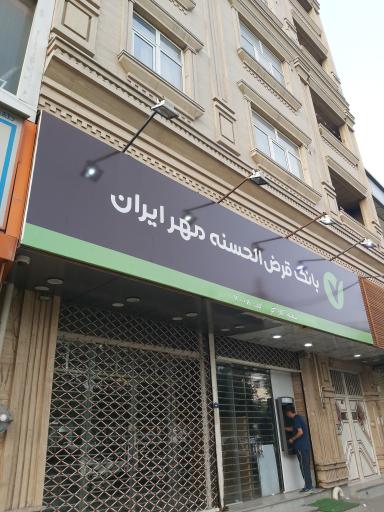 بانک قرض الحسنه مهر ایران